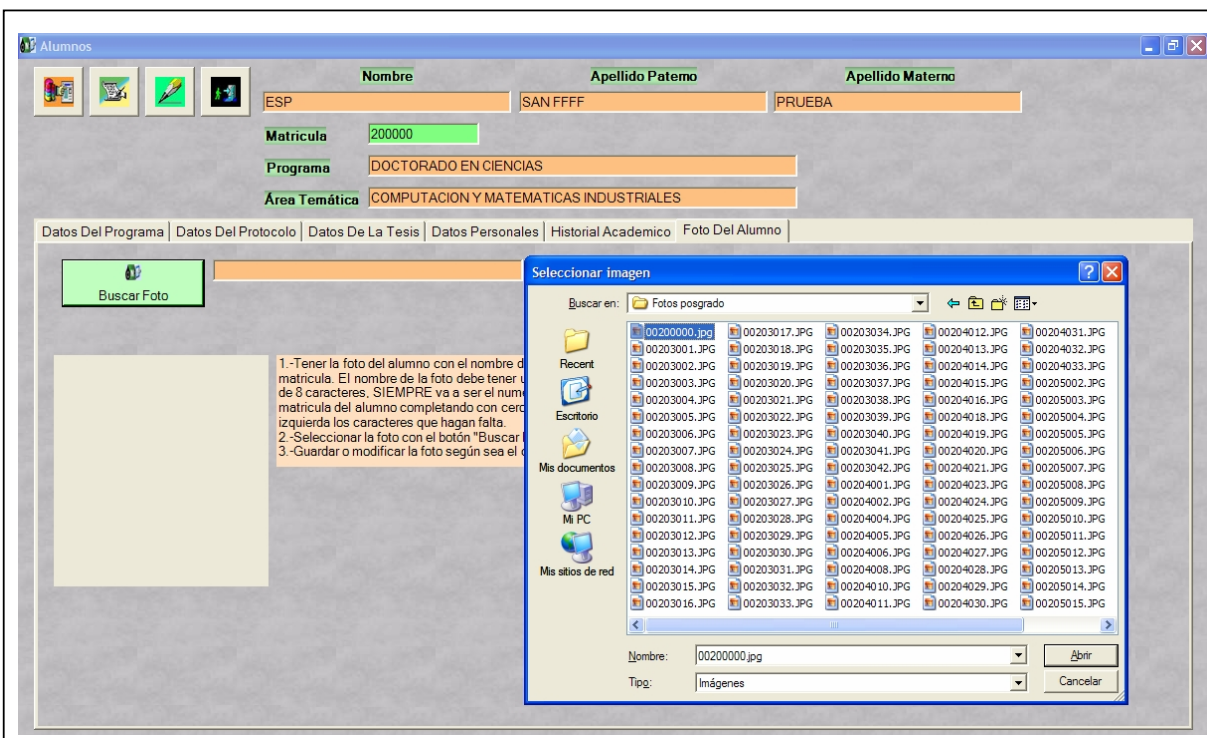 Alumnos
Nombre
Apellido Paterno
Apellido Materno
ESP
SAN FFFF
PRUEBA
Matricula
200000
Programa
DOCTORADO EN CIENCIAS
Área Temática
COMPUTACION Y MATEMATICAS INDUSTRIALES
Datos Del Programa
Datos Del Protocolo
Datos De La Tesis
Datos Personales
Historial Academico
Foto Del Alumno
Buscar Foto
1.-Tener la foto del alumno con el nombre d
matricula. El nombre de la foto debe tener
de 8 caracteres, SIEMPRE va a ser el nume
matricula del alumno completando con cero
izquierda los caracteres que hagan falta.
2.-Seleccionar la foto con el botón "Buscar
3.-Guardar o modificar la foto según sea el
Seleccionar imagen
Buscar en:
Fotos posgrado
Recent
Escritorio
Mis documentos
Mi PC
Mis sitios de red
00200000.jpg
00203001.JPG
00203002.JPG
00203003.JPG
00203004.JPG
00203005.JPG
00203006.JPG
00203007.JPG
00203008.JPG
00203009.JPG
00203010.JPG
00203011.JPG
00203012.JPG
00203013.JPG
00203014.JPG
00203015.JPG
00203016.JPG
00203017.JPG
00203018.JPG
00203019.JPG
00203020.JPG
00203021.JPG
00203022.JPG
00203023.JPG
00203024.JPG
00203025.JPG
00203026.JPG
00203027.JPG
00203028.JPG
00203029.JPG
00203030.JPG
00203031.JPG
00203032.JPG
00203033.JPG
00203034.JPG
00203035.JPG
00203036.JPG
00203037.JPG
00203038.JPG
00203039.JPG
00203040.JPG
00203041.JPG
00203042.JPG
00204001.JPG
00204002.JPG
00204004.JPG
00204005.JPG
00204006.JPG
00204008.JPG
00204010.JPG
00204011.JPG
00204012.JPG
00204013.JPG
00204014.JPG
00204015.JPG
00204016.JPG
00204018.JPG
00204019.JPG
00204020.JPG
00204021.JPG
00204023.JPG
00204024.JPG
00204025.JPG
00204026.JPG
00204027.JPG
00204028.JPG
00204029.JPG
00204030.JPG
00204031.JPG
00204032.JPG
00204033.JPG
00205002.JPG
00205003.JPG
00205004.JPG
00205005.JPG
00205006.JPG
00205007.JPG
00205008.JPG
00205009.JPG
00205010.JPG
00205011.JPG
00205012.JPG
00205013.JPG
00205014.JPG
00205015.JPG
Nombre:
00200000.jpg
Abrir
Tipo:
Imágenes
Cancelar